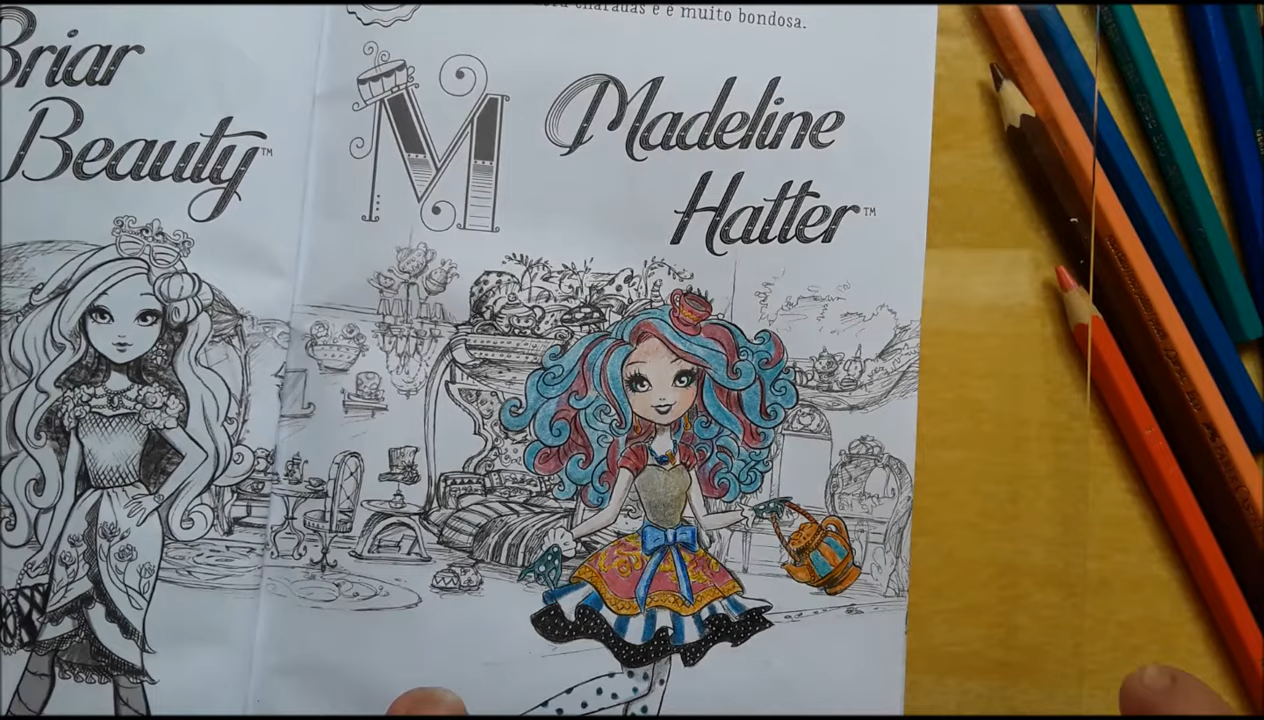 charadas e é muito bondosa.
Briar
Beauty™
M
Madeline
Hatter™